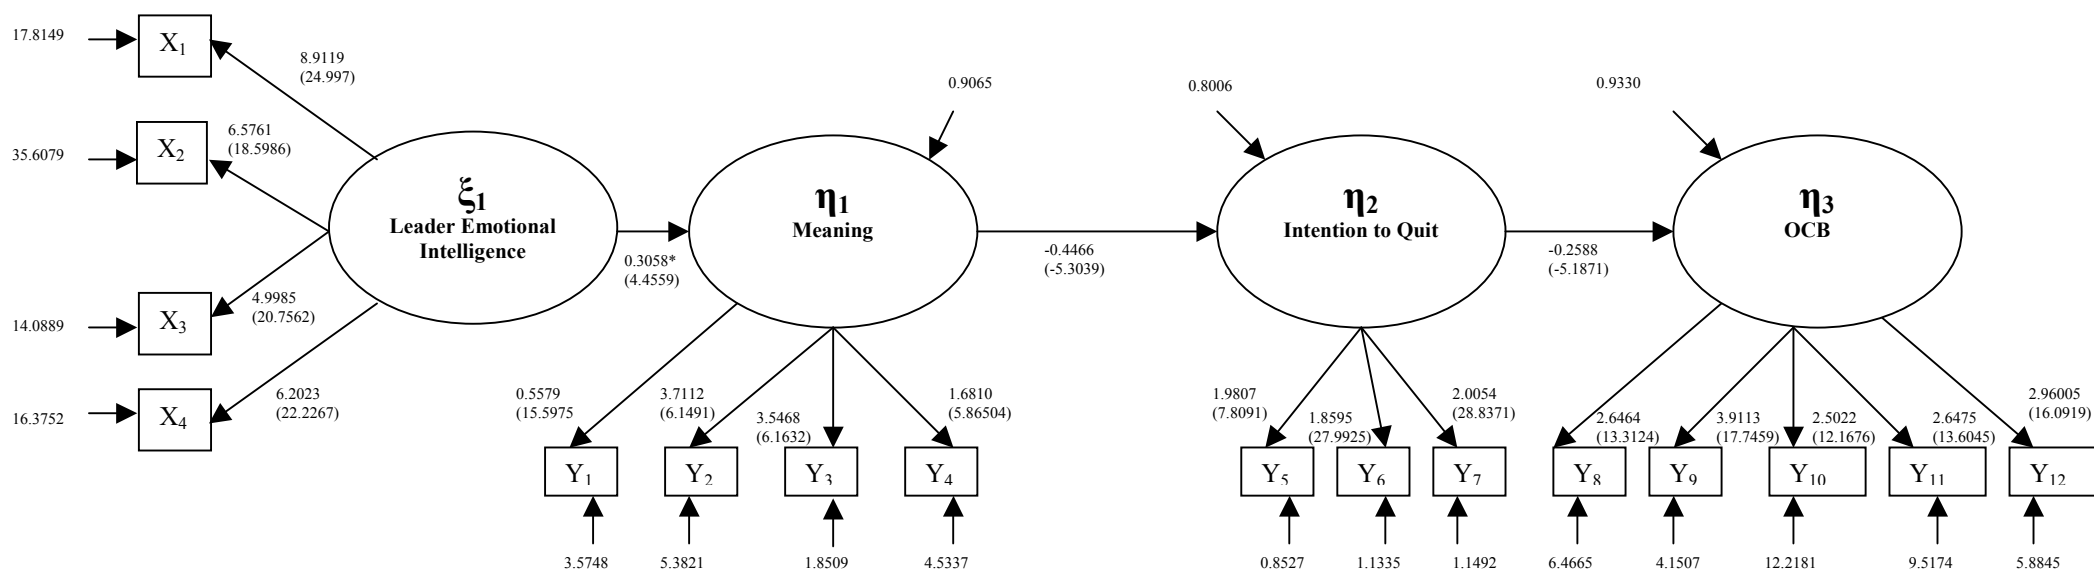 17.8149
X1
8.9119
(24.997)
35.6079
X2
6.5761
(18.5986)
14.0889
X3
4.9985
(20.7562)
16.3752
X4
6.2023
(22.2267)
ξ1
Leader Emotional
Intelligence
0.3058*
(4.4559)
0.9065
η1
Meaning
-0.4466
(-5.3039)
0.8006
η2
Intention to Quit
-0.2588
(-5.1871)
0.9330
η3
OCB
0.5579
(15.5975
3.7112
(6.1491)
3.5468
(6.1632)
1.6810
(5.86504)
1.9807
(7.8091)
1.8595
(27.9925)
2.0054
(28.8371)
2.6464
(13.3124)
3.9113
(17.7459)
2.5022
(12.1676)
2.6475
(13.6045)
2.96005
(16.0919)
Y1
Y2
Y3
Y4
Y5
Y6
Y7
Y8
Y9
Y10
Y11
Y12
3.5748
5.3821
1.8509
4.5337
0.8527
1.1335
1.1492
6.4665
4.1507
12.2181
9.5174
5.8845